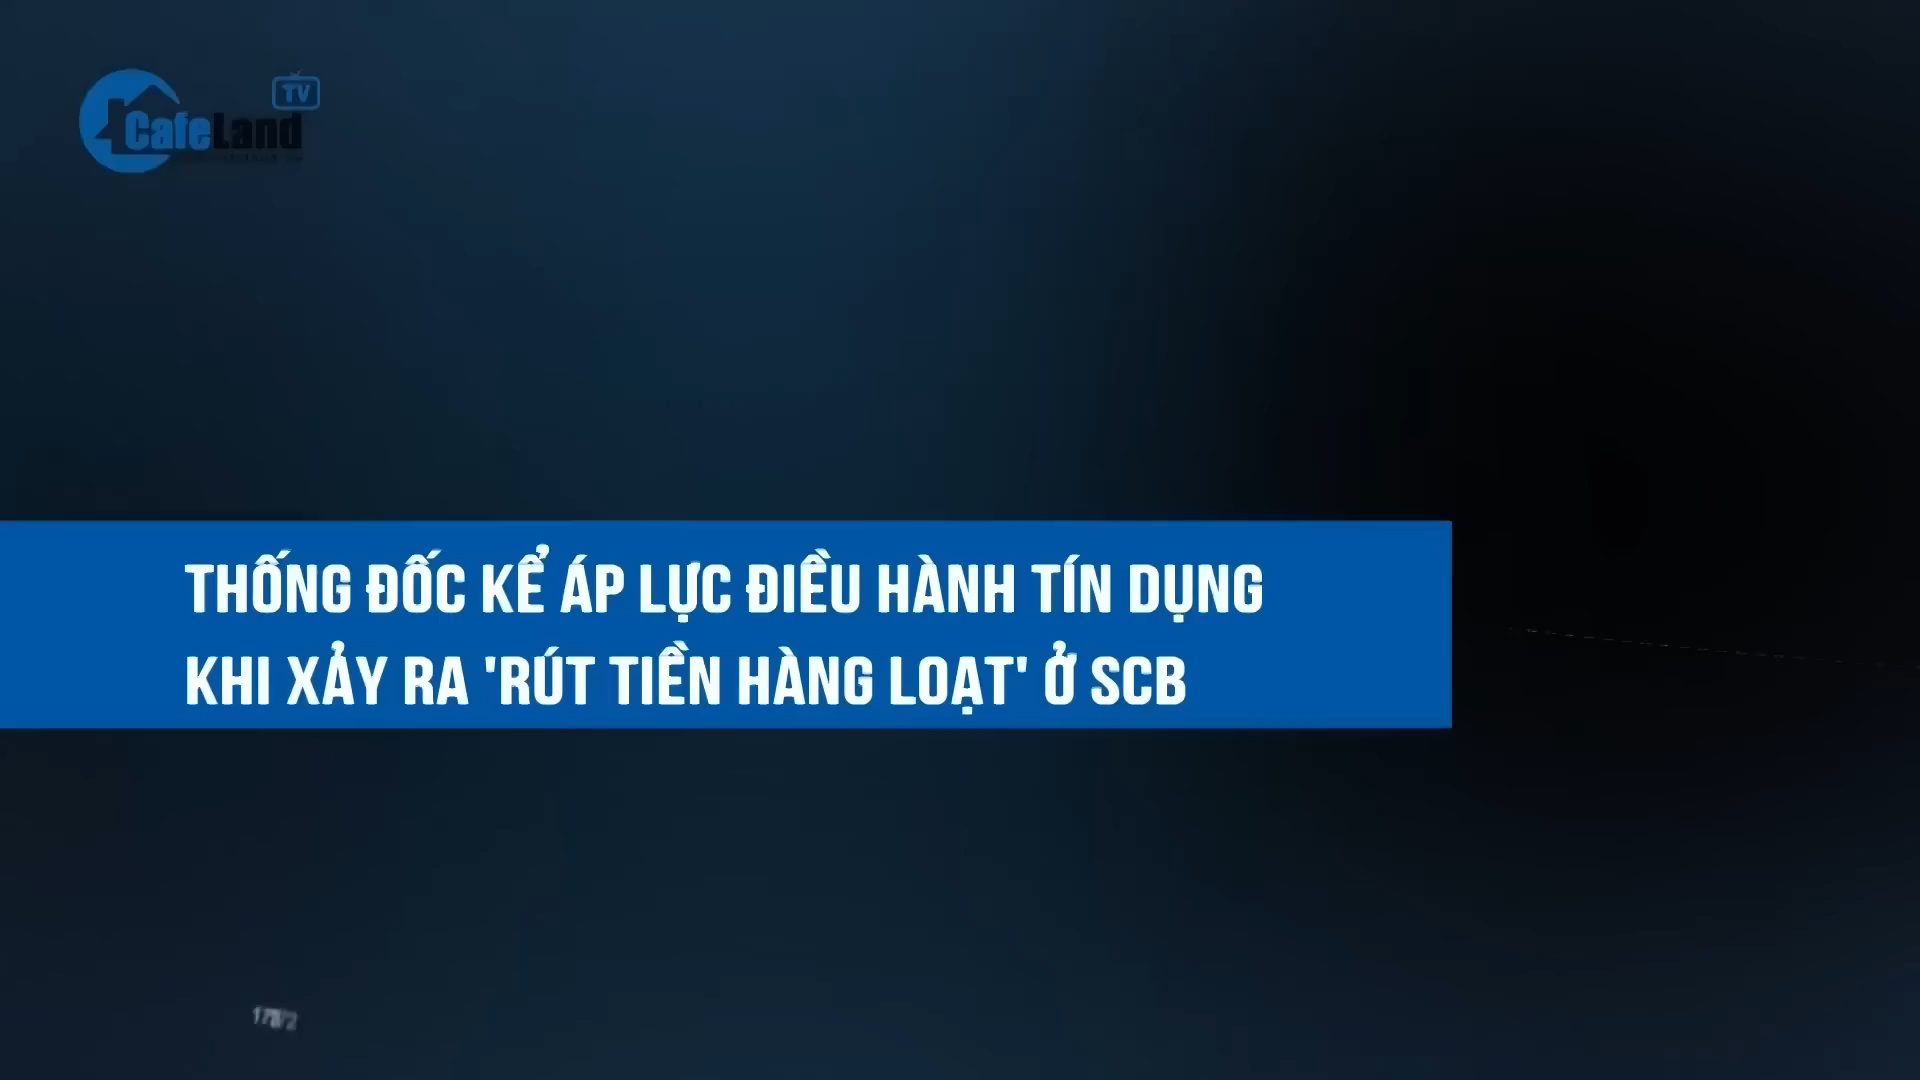 TV
CafeLand
THỐNG ĐỐC KỂ ÁP LỰC ĐIỀU HÀNH TÍN DỤNG
KHI XẢY RA 'RÚT TIỀN HÀNG LOẠT' Ở SCB